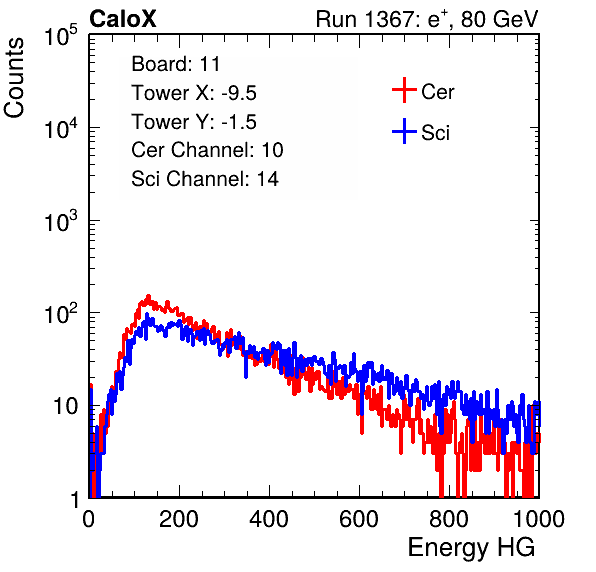 CaloX Run 1367: e⁺, 80 GeV
Counts
10⁵
10⁴
10³
10²
10
1
Board: 11
Tower X: -9.5
Tower Y: -1.5
Cer Channel: 10
Sci Channel: 14
Cer
Sci
0 200 400 600 800 1000
Energy HG